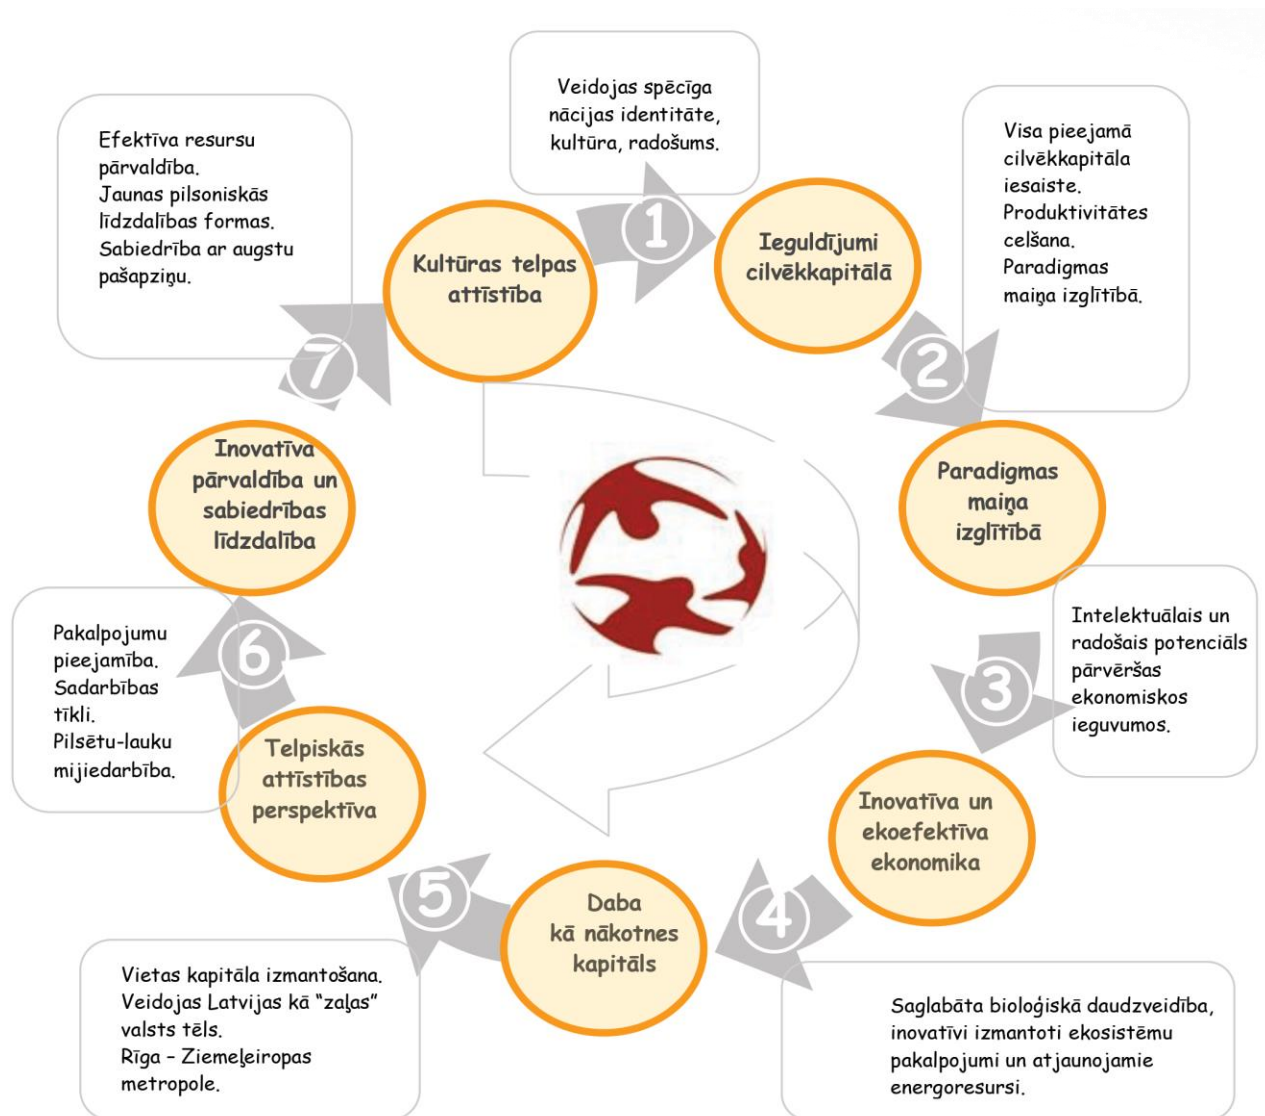 Veidojas spēcīga
nācijas identitāte,
kultūra, radošums.
1
Kultūras telpas
attīstība
Ieguldījumi
cilvēkkapitālā
Visa pieejamā
cilvēkkapitāla
iesaiste.
Produktivitātes
celšana.
Paradigmas
maiņa izglītībā.
2
Paradigmas
maiņa
izglītībā
Intelektuālais un
radošais potenciāls
pārvēršas
ekonomiskos
ieguvumos.
3
Inovatīva un
ekoefektīva
ekonomika
4
Saglabāta bioloģiskā daudzveidība,
inovatīvi izmantoti ekosistēmu
pakalpojumi un atjaunojamie
energoresursi.
Daba
kā nākotnes
kapitāls
5
Vietas kapitāla izmantošana.
Veidojas Latvijas kā “zaļas”
valsts tēls.
Rīga – Ziemeļeiropas
metropole.
Telpiskās
attīstības
perspektīva
6
Pakalpojumu
pieejamība.
Sadarbības
tīkli.
Pilsētu-lauku
mijiedarbība.
Inovatīva
pārvaldība un
sabiedrības
līdzdalība
7
Efektīva resursu
pārvaldība.
Jaunas pilsoniskās
līdzdalības formas.
Sabiedrība ar augstu
pašapziņu.